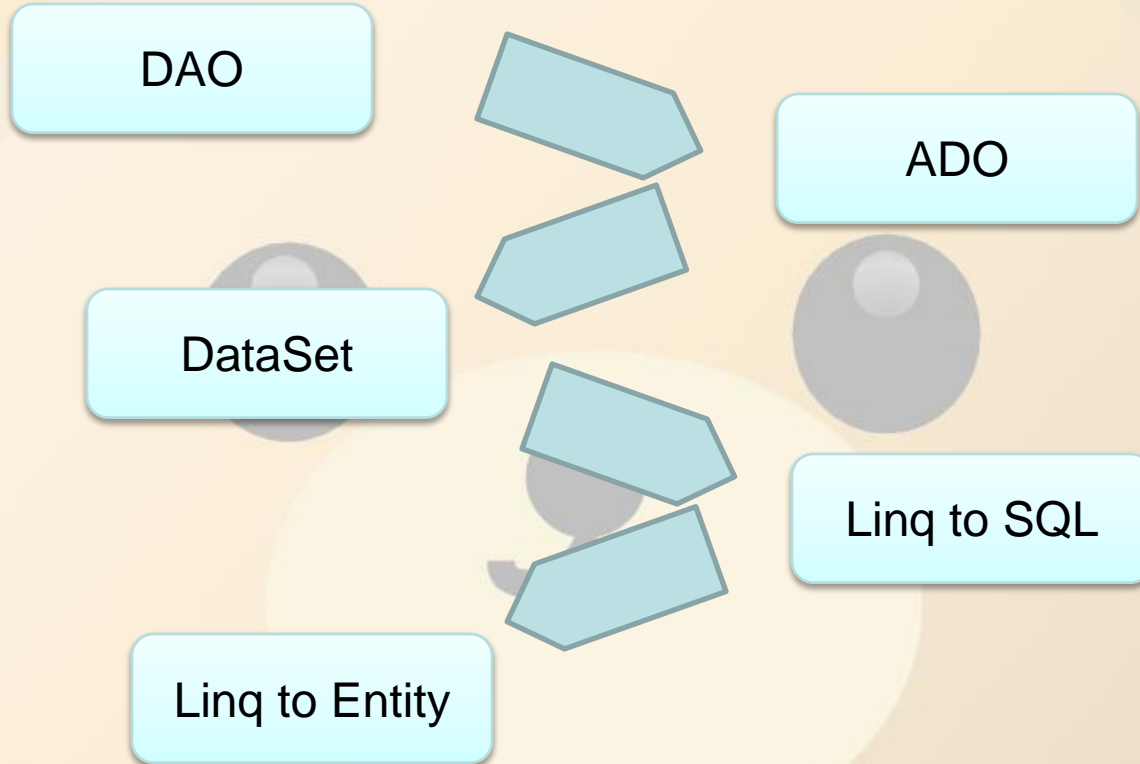 DAO
ADO
DataSet
Linq to SQL
Linq to Entity